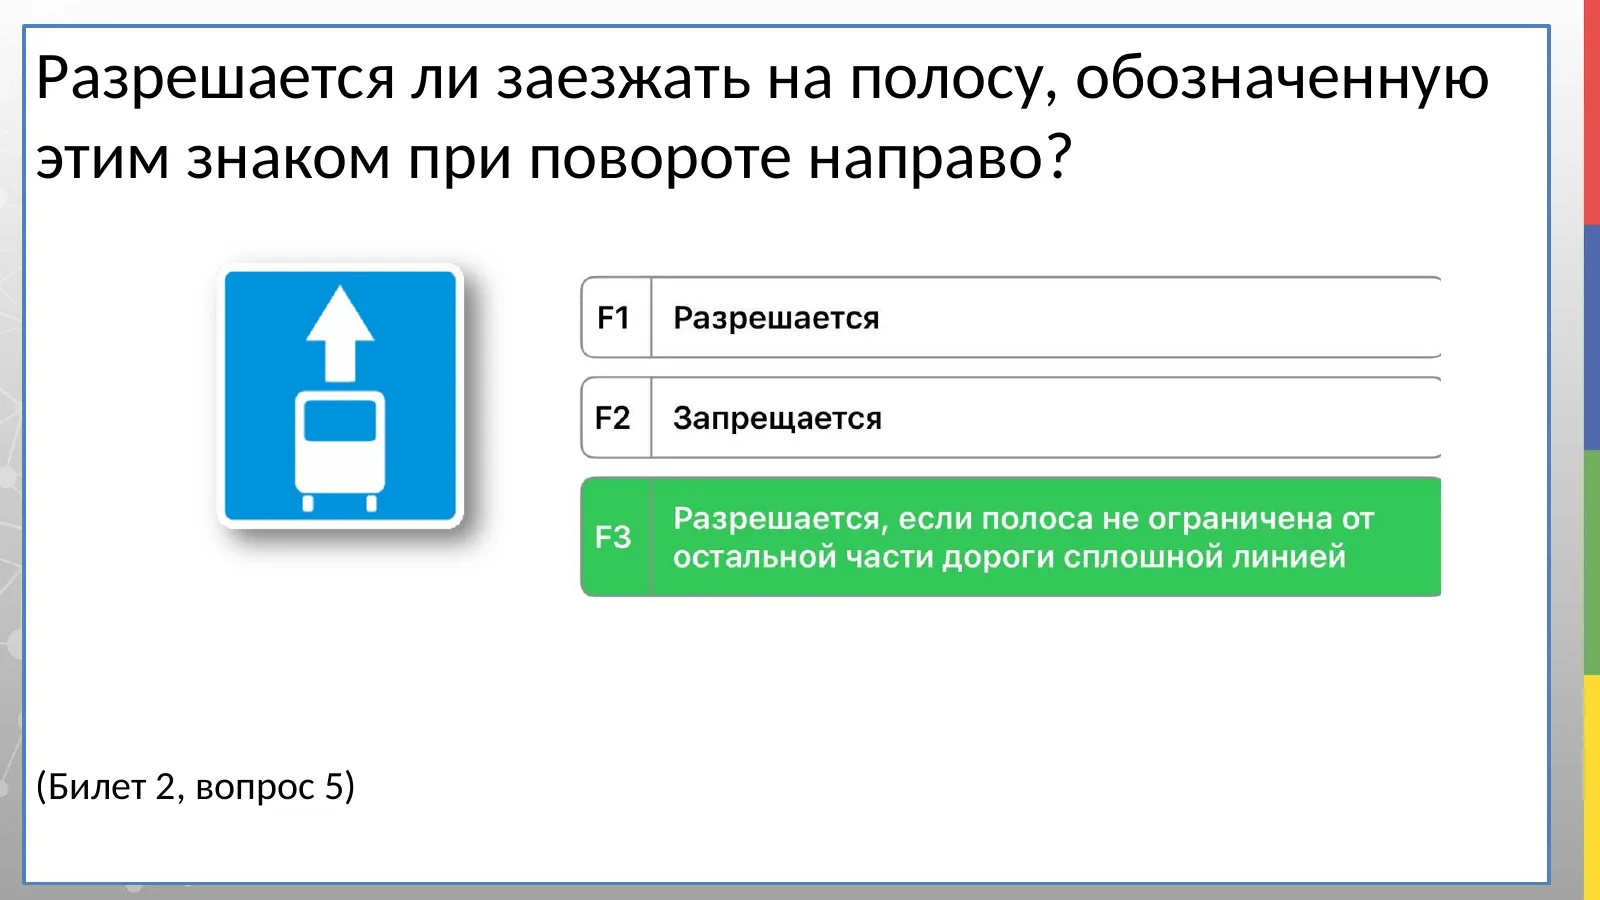 Разрешается ли заезжать на полосу, обозначенную
этим знаком при повороте направо?
F1 Разрешается
F2 Запрещается
F3 Разрешается, если полоса не ограничена от
остальной части дороги сплошной линией
(Билет 2, вопрос 5)